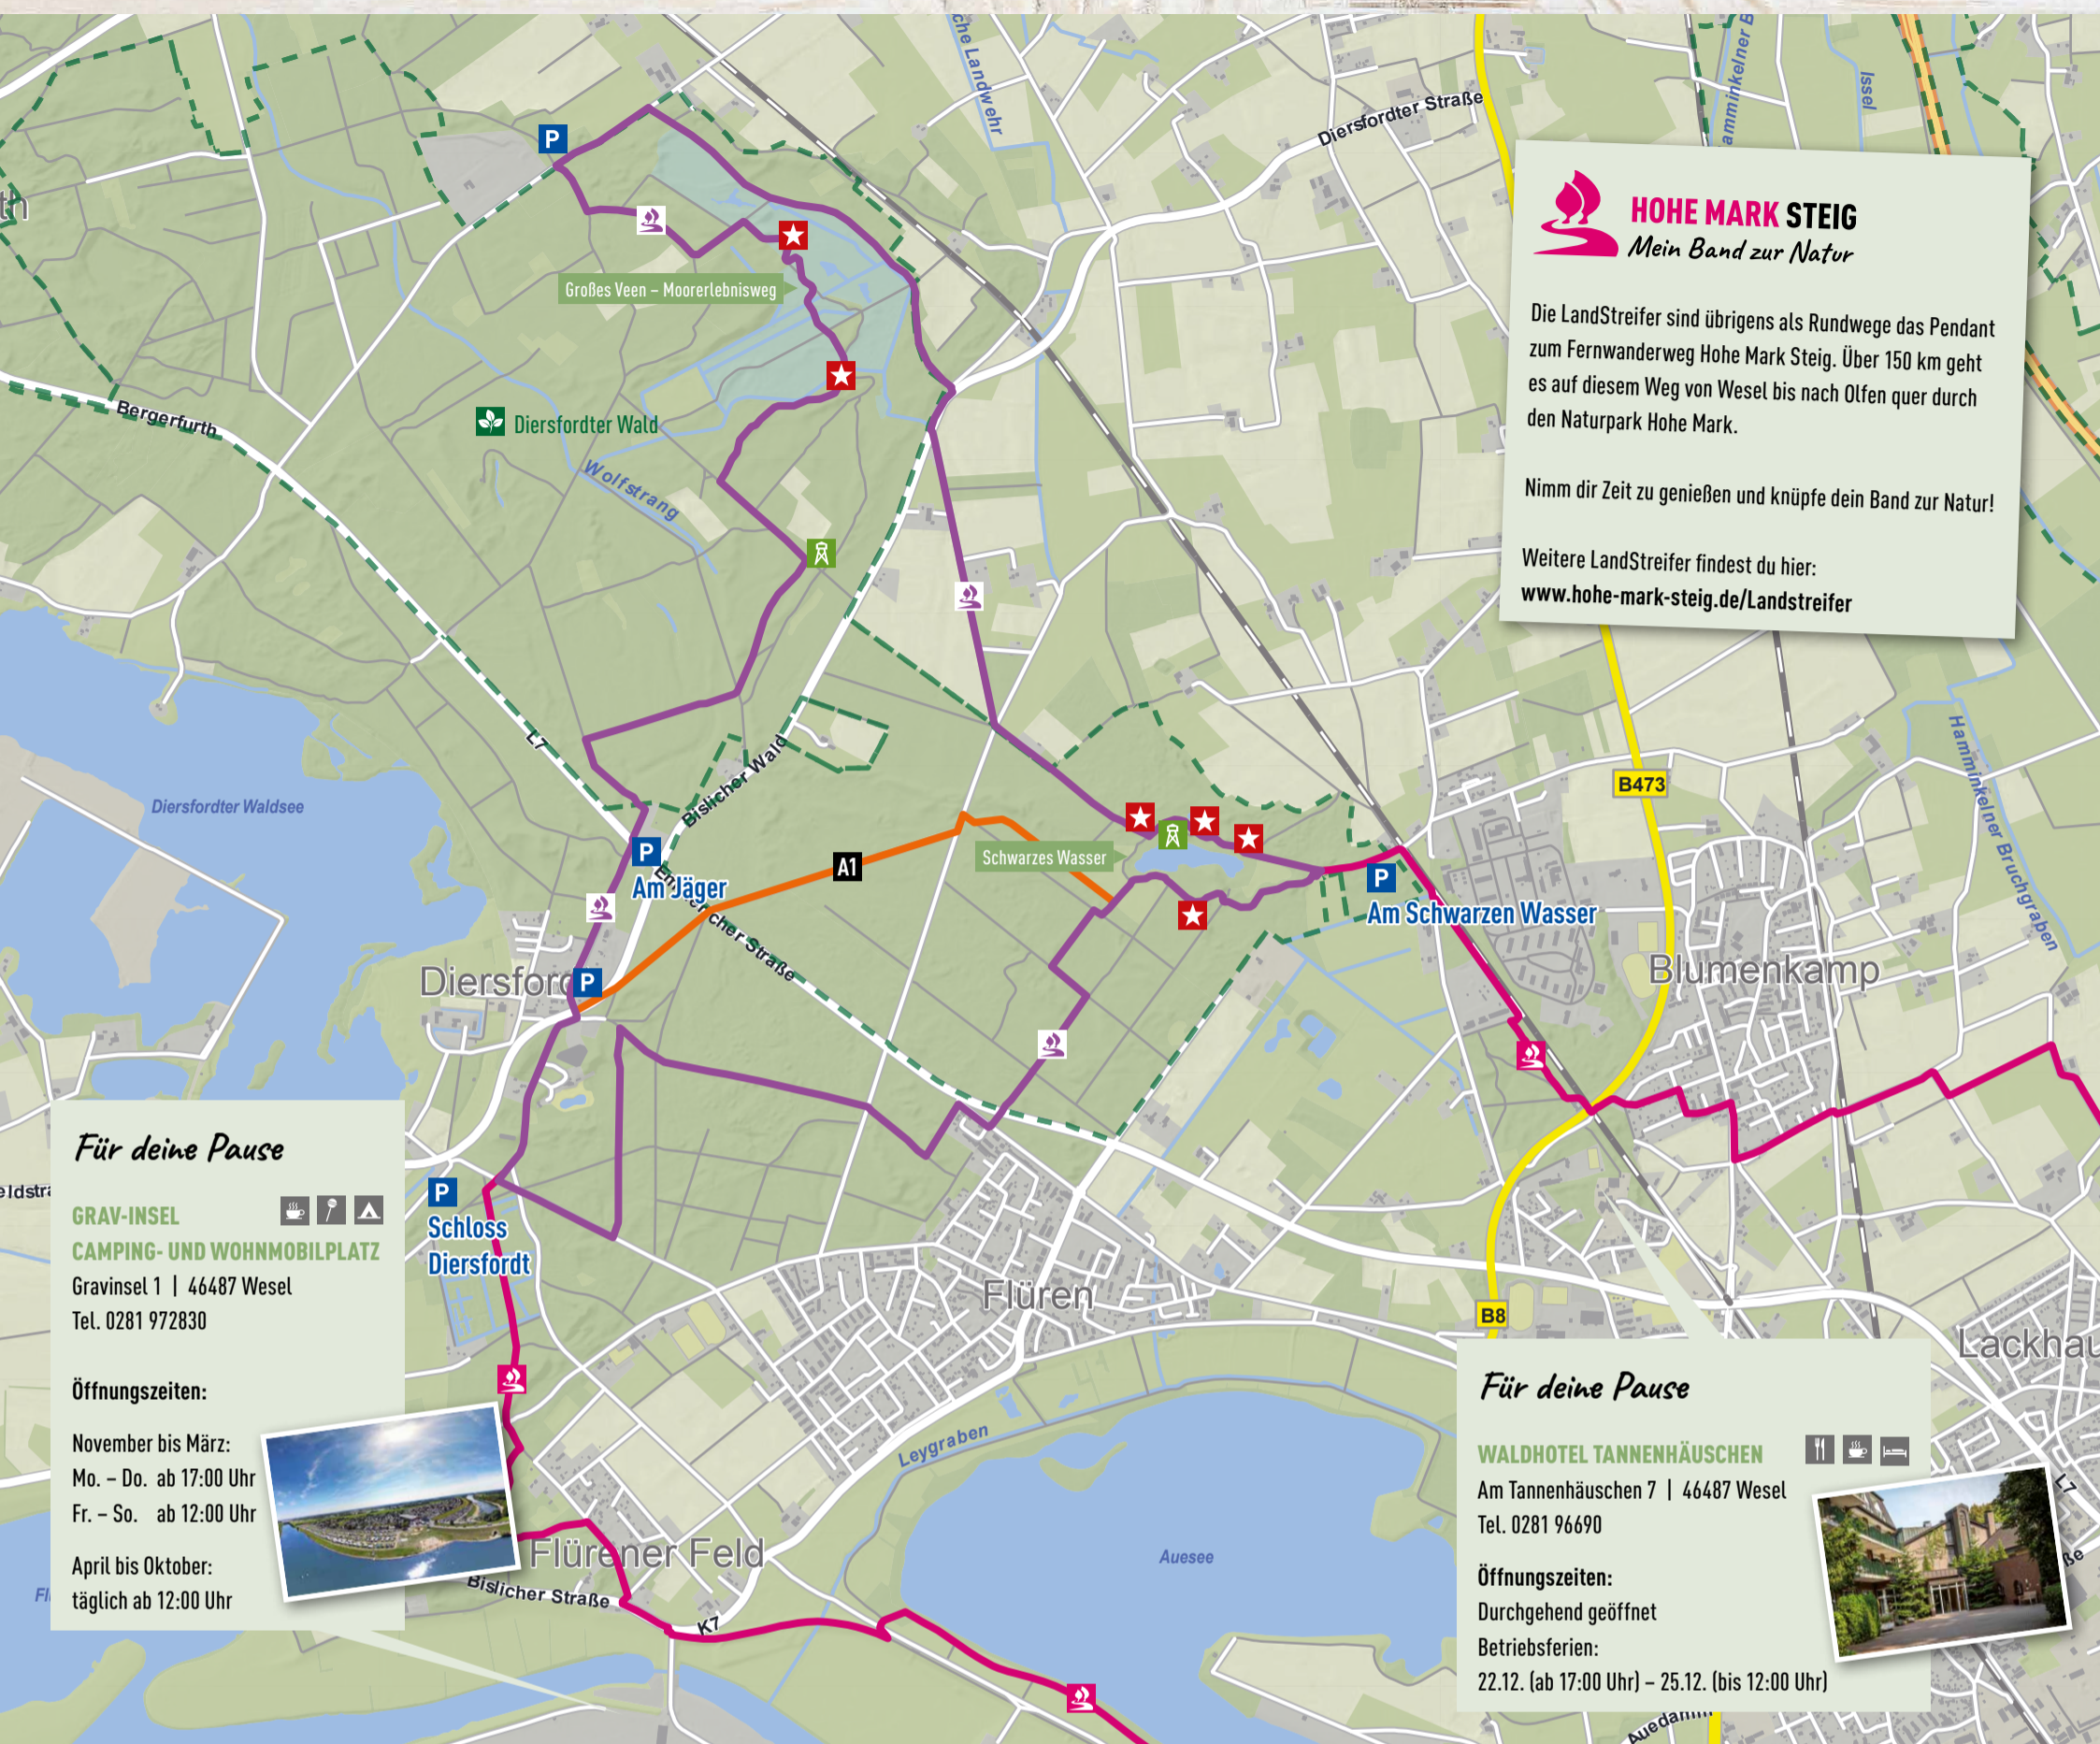 che Landwehr
Diersfordter Straße
Issel
P
HOHE MARK STEIG
Mein Band zur Natur
Die LandStreifer sind übrigens als Rundwege das Pendant
zum Fernwanderweg Hohe Mark Steig. Über 150 km geht
es auf diesem Weg von Wesel bis nach Olfen quer durch
den Naturpark Hohe Mark.
Nimm dir Zeit zu genießen und knüpfe dein Band zur Natur!
Weitere LandStreifer findest du hier:
www.hohe-mark-steig.de/Landstreifer
Großes Veen – Moorerlebnisweg
Bergerfurth
Diersfordter Wald
Wolfstrang
L7
Bislicher Wald
Diersfordter Waldsee
B473
Hamminkelner Bruchgraben
Schwarzes Wasser
A1
P
Am Jäger
P
Am Schwarzen Wasser
cher Straße
P
Blumenkamp
P
Schloss
Diersfordt
Flüren
B8
Für deine Pause
GRAV-INSEL
CAMPING- UND WOHNMOBILPLATZ
Gravinsel 1 | 46487 Wesel
Tel. 0281 972830
Öffnungszeiten:
November bis März:
Mo. – Do. ab 17:00 Uhr
Fr. – So. ab 12:00 Uhr
April bis Oktober:
täglich ab 12:00 Uhr
Leygraben
Flürener Feld
Bislicher Straße
K7
Auesee
Für deine Pause
WALDHOTEL TANNENHÄUSCHEN
Am Tannenhäuschen 7 | 46487 Wesel
Tel. 0281 96690
Öffnungszeiten:
Durchgehend geöffnet
Betriebsferien:
22.12. (ab 17:00 Uhr) – 25.12. (bis 12:00 Uhr)
L7